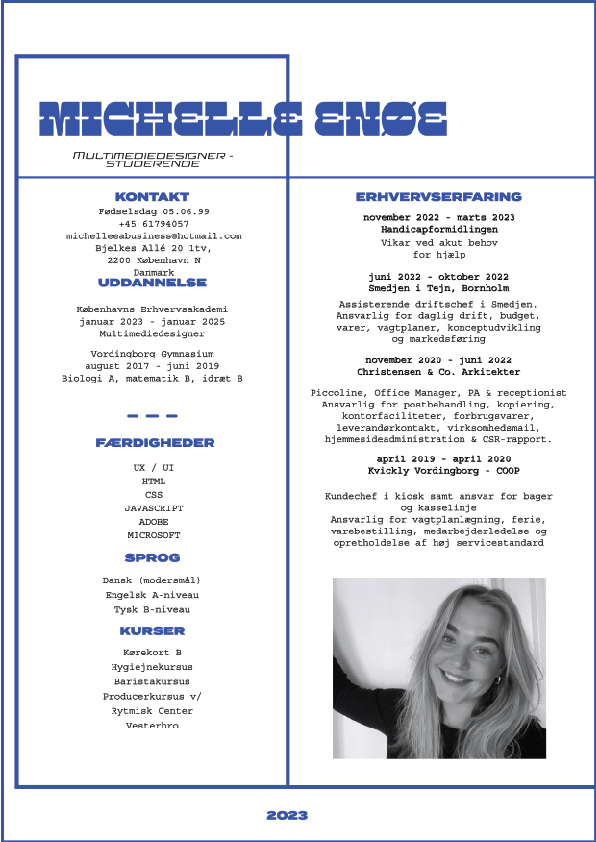 MICHELLE ENØE
MULTIMEDIEDESIGNER -
STUDERENDE
KONTAKT
Fødselsdag 05.06.99
+45 61794057
michelleeabusiness@hotmail.com
Bjelkes Allé 20 1tv,
2200 København N
Danmark
UDDANNELSE
Københavns Erhvervsakademi
januar 2023 - januar 2025
Multimediedesigner
Vordingborg Gymnasium
august 2017 - juni 2019
Biologi A, matematik B, idræt B
— — —
FÆRDIGHEDER
UX / UI
HTML
CSS
JAVASCRIPT
ADOBE
MICROSOFT
SPROG
Dansk (modersmål)
Engelsk A-niveau
Tysk B-niveau
KURSER
Kørekort B
Hygiejnekursus
Baristakursus
Producerkursus v/
Rytmisk Center
Vesterbro
ERHVERVSERFARING
november 2022 - marts 2023
Handicapformidlingen
Vikar ved akut behov
for hjælp
juni 2022 - oktober 2022
Smedjen i Tejn, Bornholm
Assisterende driftschef i Smedjen.
Ansvarlig for daglig drift, budget,
varer, vagtplaner, konceptudvikling
og markedsføring
november 2020 - juni 2022
Christensen & Co. Arkitekter
Piccoline, Office Manager, PA & receptionist
Ansvarlig for postbehandling, kopiering,
kontorfaciliteter, forbrugsvarer,
leverandørkontakt, virksomhedsmail,
hjemmesideadministration & CSR-rapport.
april 2019 - april 2020
Kvickly Vordingborg - COOP
Kundechef i kiosk samt ansvar for bager
og kasselinje
Ansvarlig for vagtplanlægning, ferie,
varebestilling, medarbejderledelse og
opretholdelse af høj servicestandard
2023